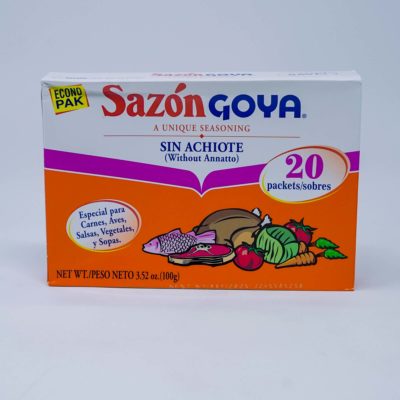 ECONO
PAK
Sazón GOYA®
A UNIQUE SEASONING
SIN ACHIOTE
(Without Annatto)
20
packets/sobres
Especial para
Carnes, Aves,
Salsas, Vegetales,
y Sopas.
NET WT./PESO NETO 3.52 oz.(100g)